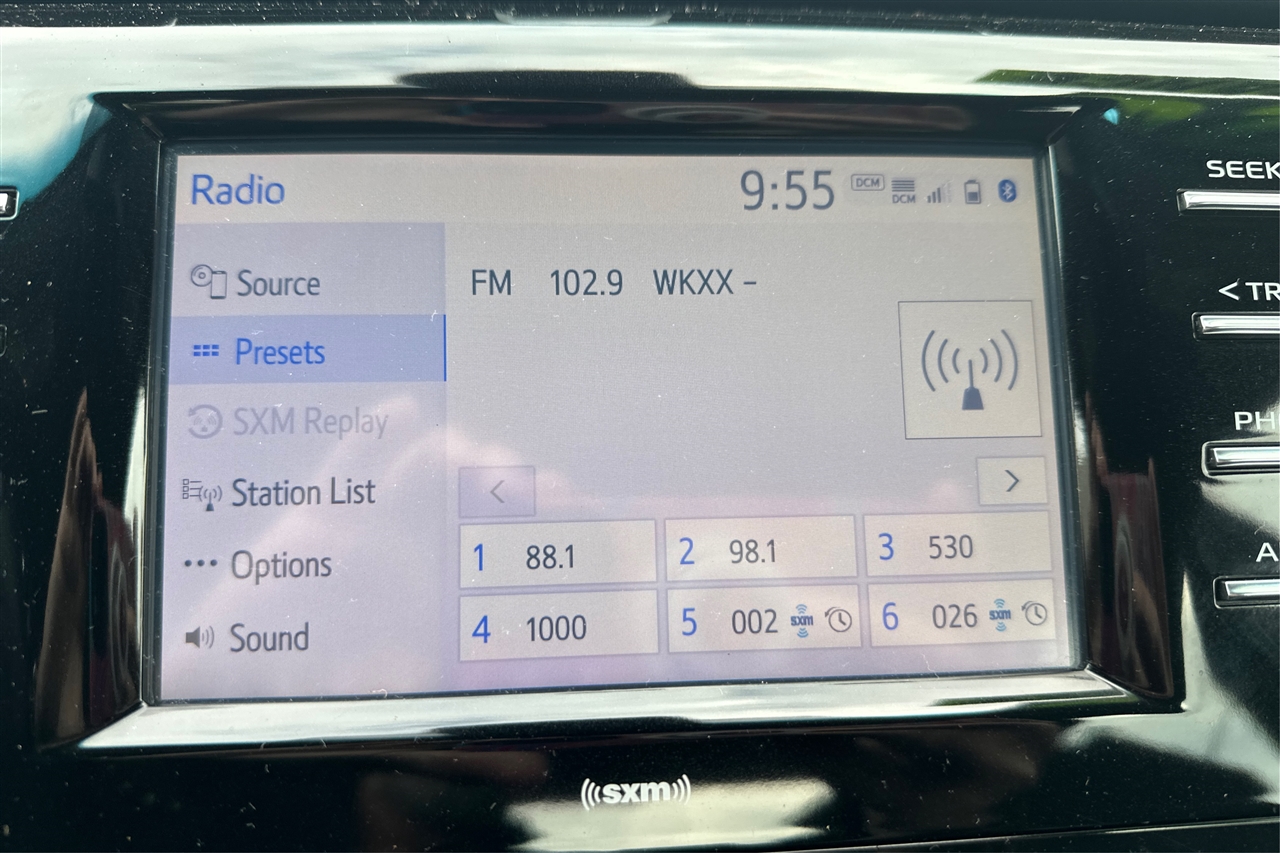 Radio 9:55 DCM DCM
Source
FM 102.9 WKXX –
Presets
SXM Replay
Station List
< >
Options
Sound
1 88.1 2 98.1 3 530
4 1000 5 002 sxm 6 026 sxm
SEEK
< TR
PH
A
sxm